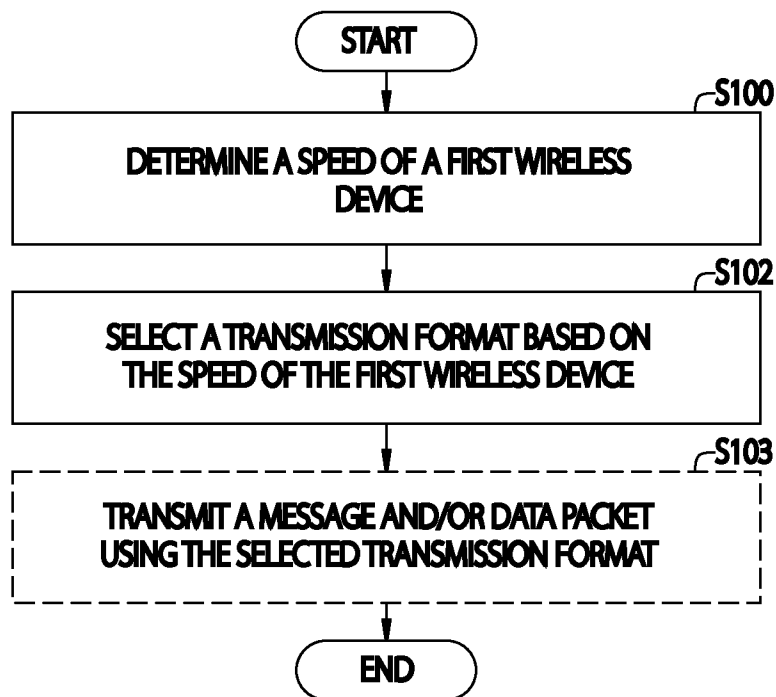 START
S100
DETERMINE A SPEED OF A FIRST WIRELESS
DEVICE
S102
SELECT A TRANSMISSION FORMAT BASED ON
THE SPEED OF THE FIRST WIRELESS DEVICE
S103
TRANSMIT A MESSAGE AND/OR DATA PACKET
USING THE SELECTED TRANSMISSION FORMAT
END